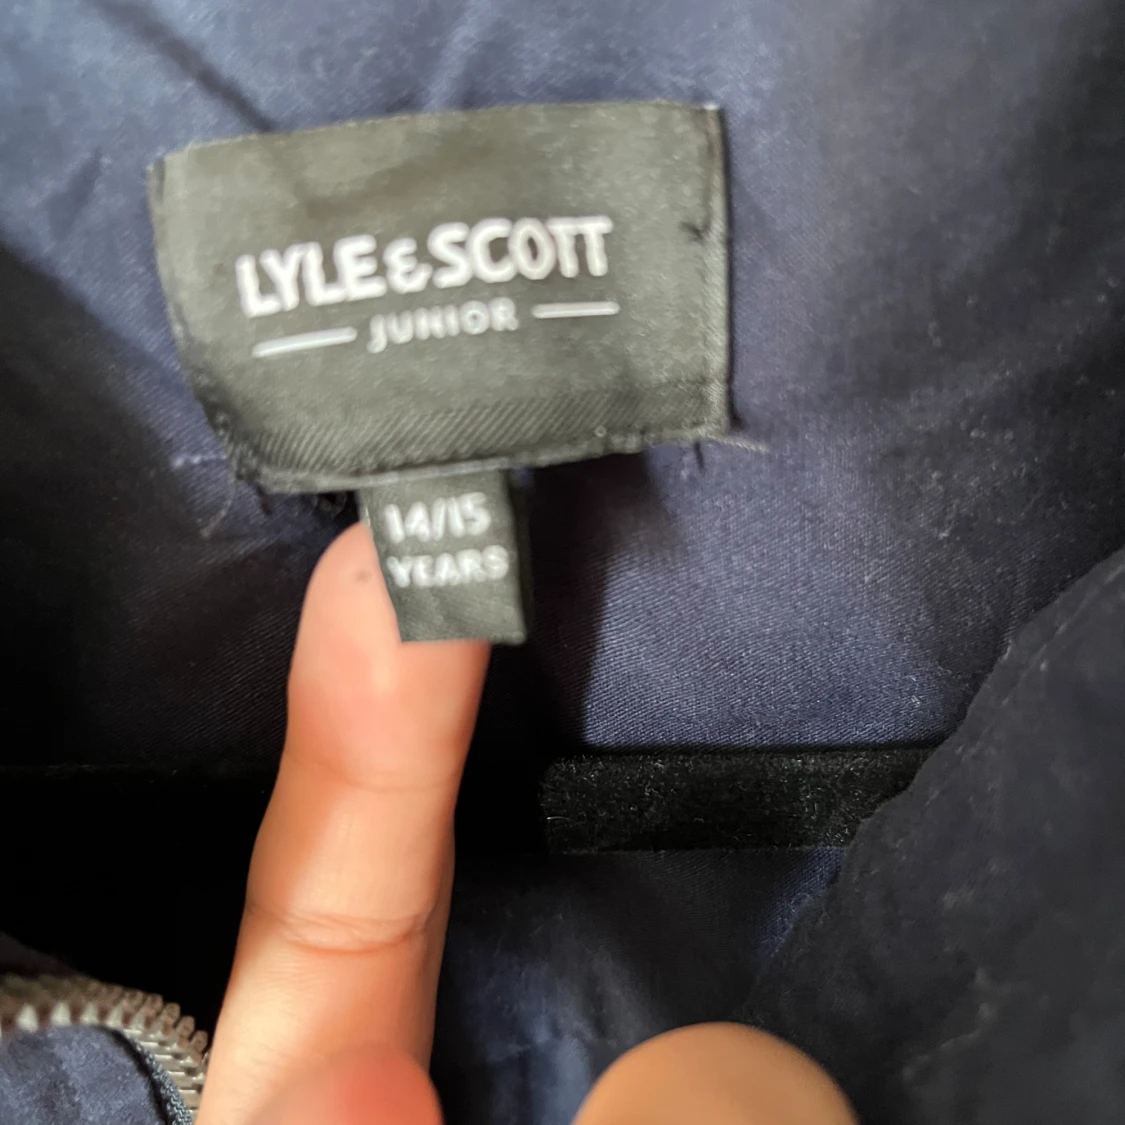 LYLE & SCOTT
JUNIOR
14/15
YEARS